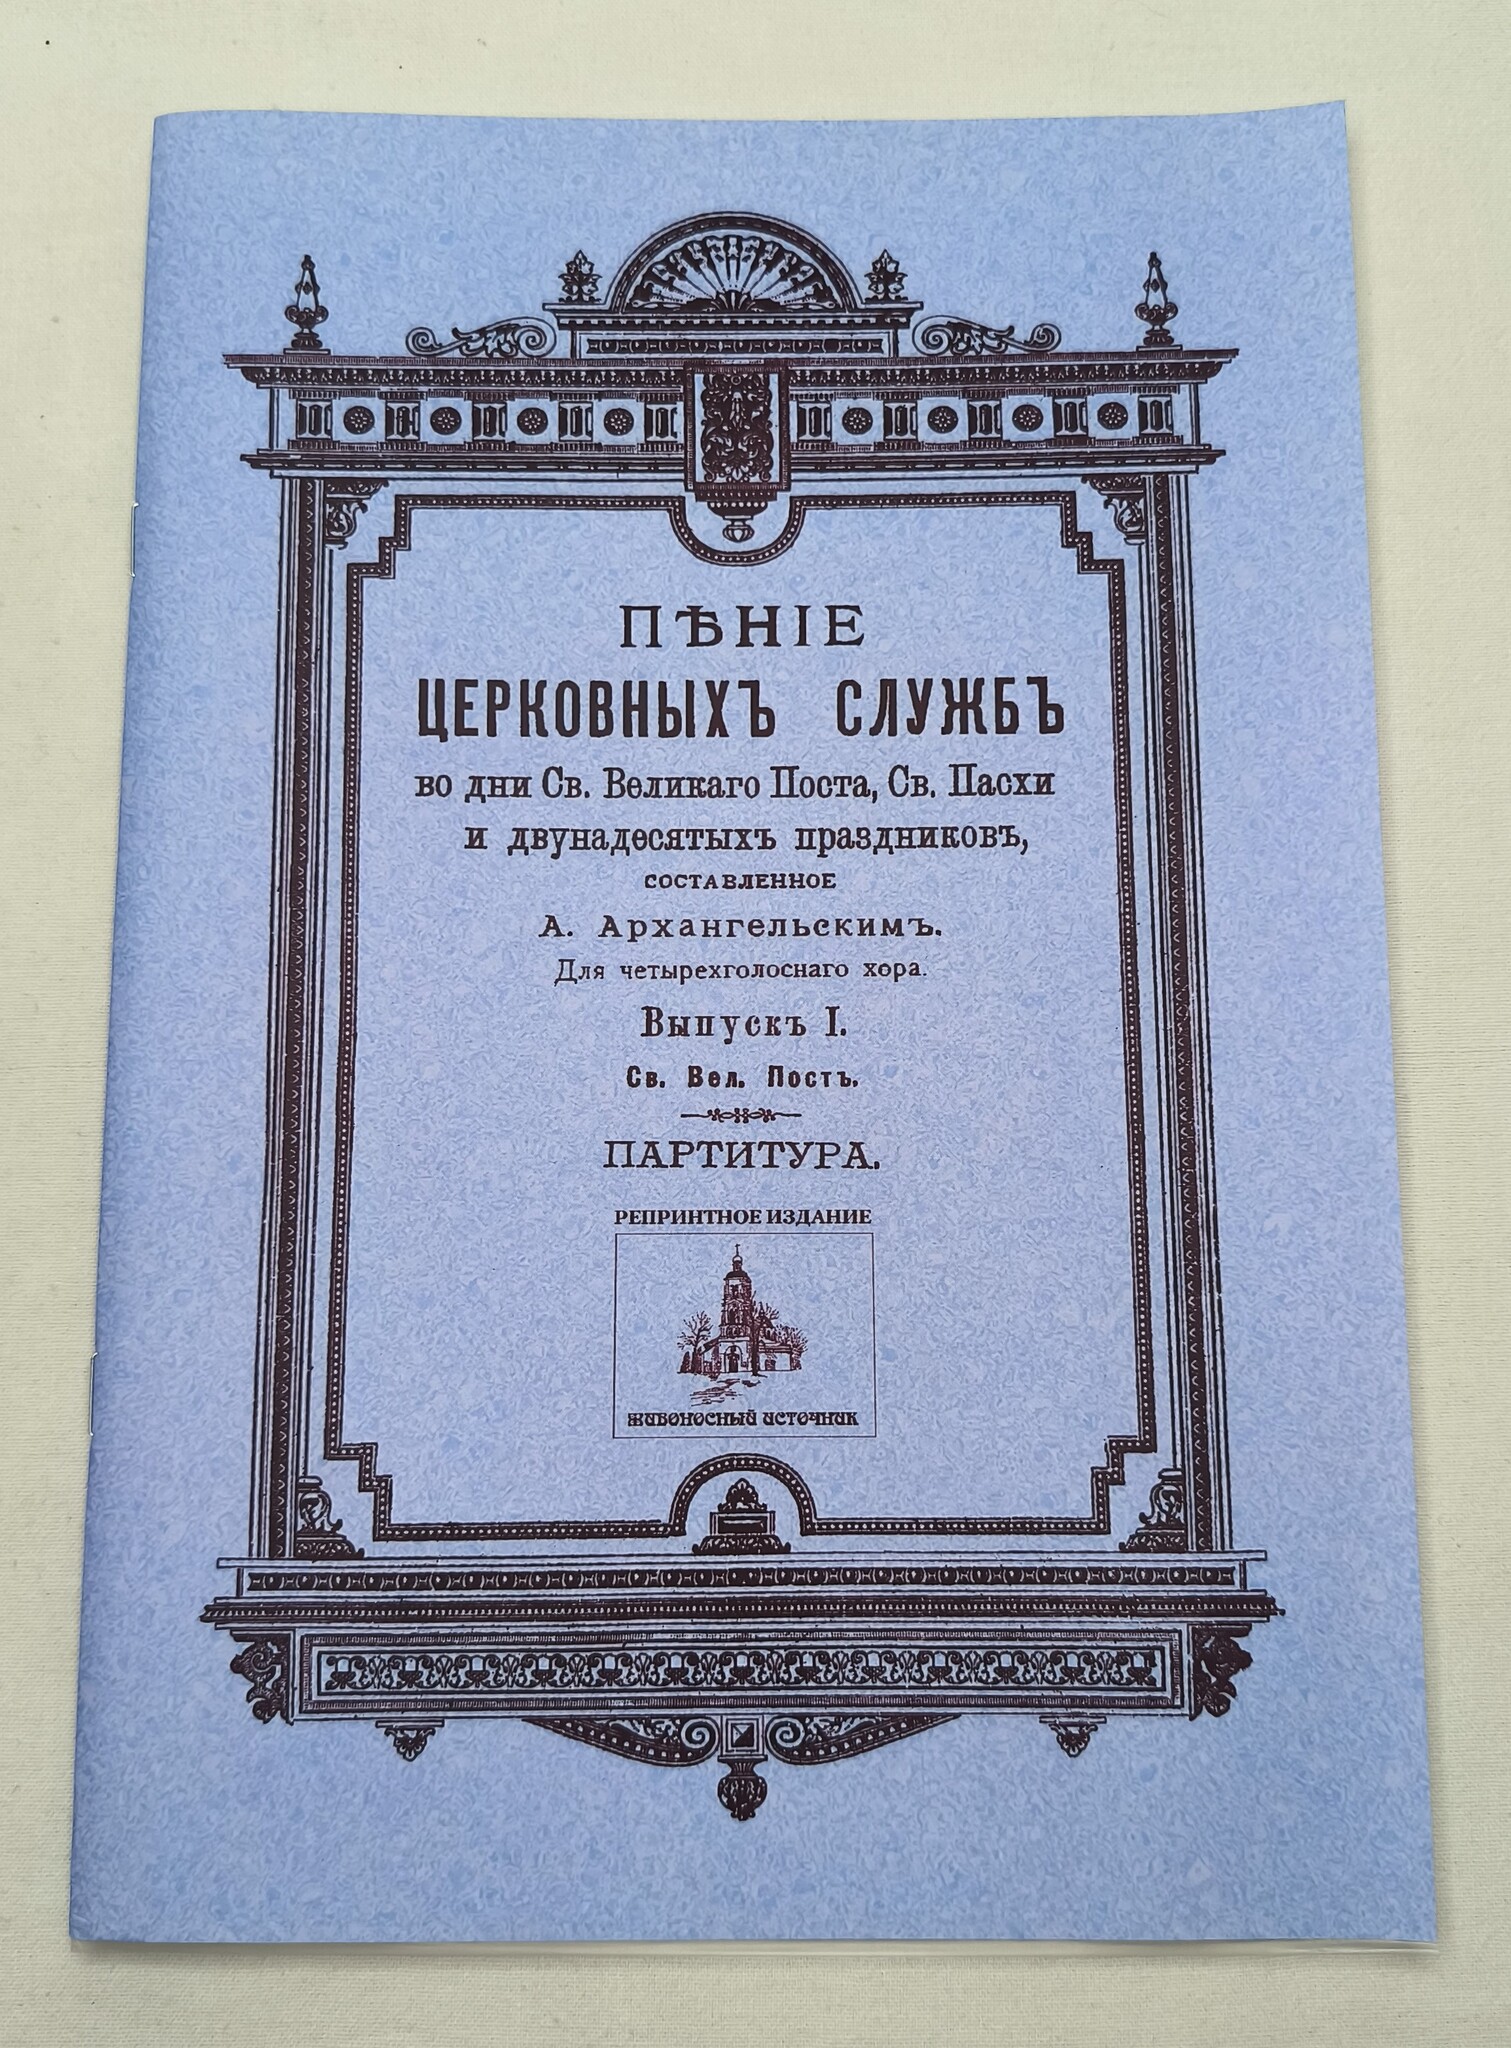 ПѢНІЕ
ЦЕРКОВНЫХЪ СЛУЖБЪ
во дни Св. Великаго Поста, Св. Пасхи
и двунадесятыхъ праздниковъ,
СОСТАВЛЕННОЕ
А. Архангельскимъ.
Для четырехголоснаго хора.
Выпускъ I.
Св. Вел. Постъ.
ПАРТИТУРА.
РЕПРИНТНОЕ ИЗДАНИЕ
живоносный источник